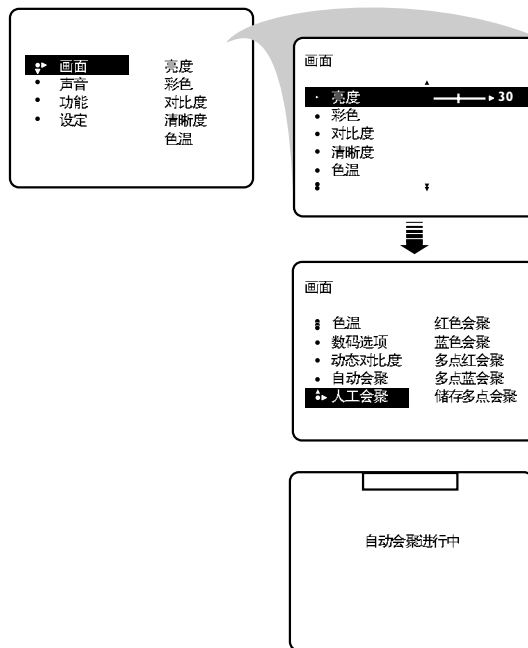 画面
声音
功能
设定
亮度
彩色
对比度
清晰度
色温
画面
亮度 30
彩色
对比度
清晰度
色温
画面
色温 红色会聚
数码选项 蓝色会聚
动态对比度 多点红会聚
自动会聚 多点蓝会聚
人工会聚 储存多点会聚
自动会聚进行中